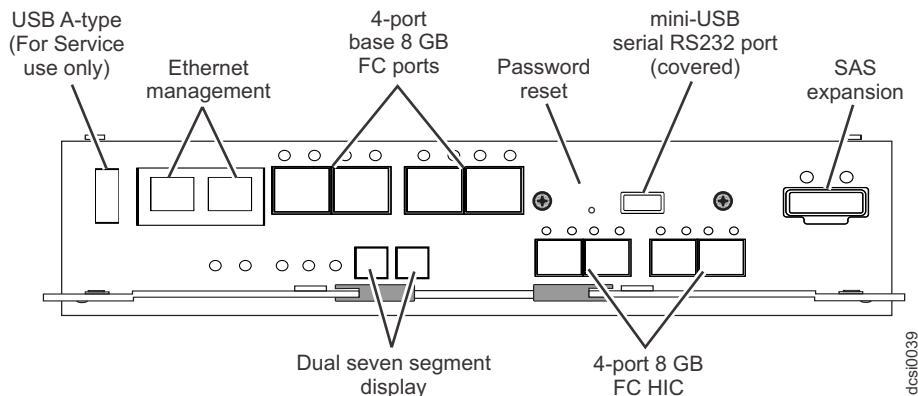 USB A-type
(For Service
use only)
Ethernet
management
4-port
base 8 GB
FC ports
Password
reset
mini-USB
serial RS232 port
(covered)
SAS
expansion
Dual seven segment
display
4-port 8 GB
FC HIC
dcsi0039